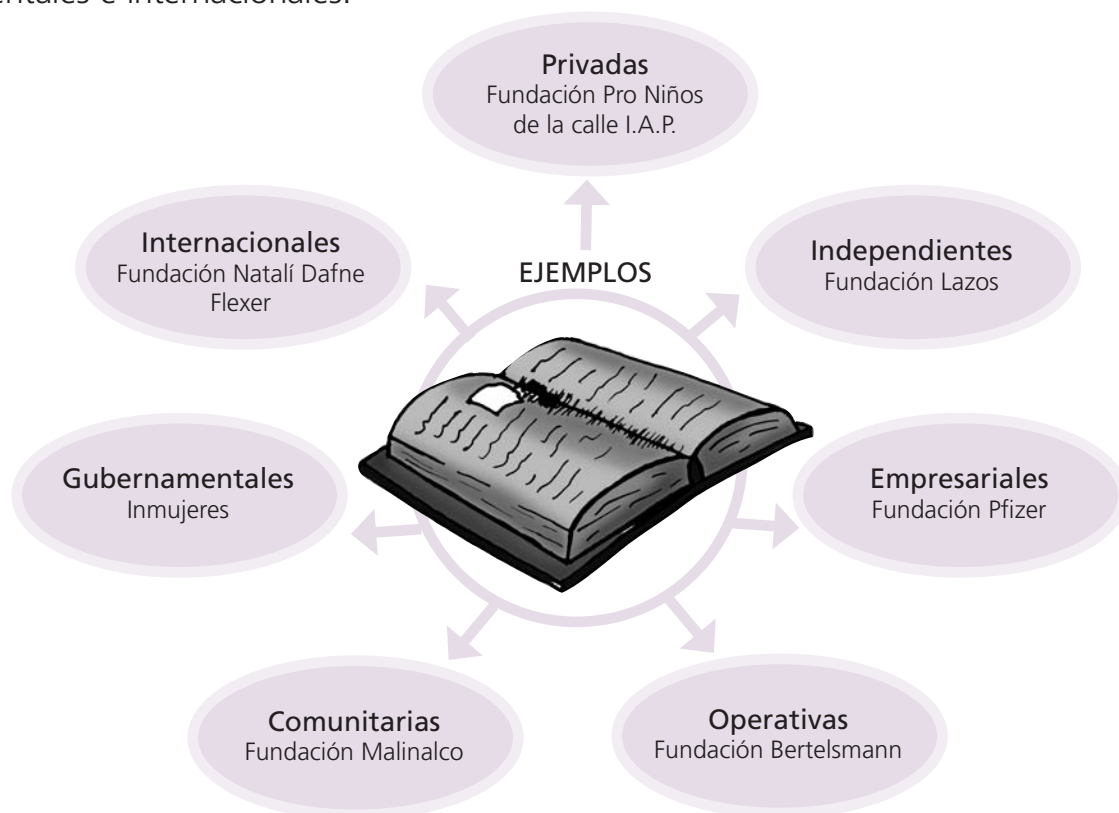 Privadas
Fundación Pro Niños
de la calle I.A.P.
Internacionales
Fundación Natalí Dafne
Flexer
EJEMPLOS
Independientes
Fundación Lazos
Gubernamentales
Inmujeres
Empresariales
Fundación Pfizer
Comunitarias
Fundación Malinalco
Operativas
Fundación Bertelsmann